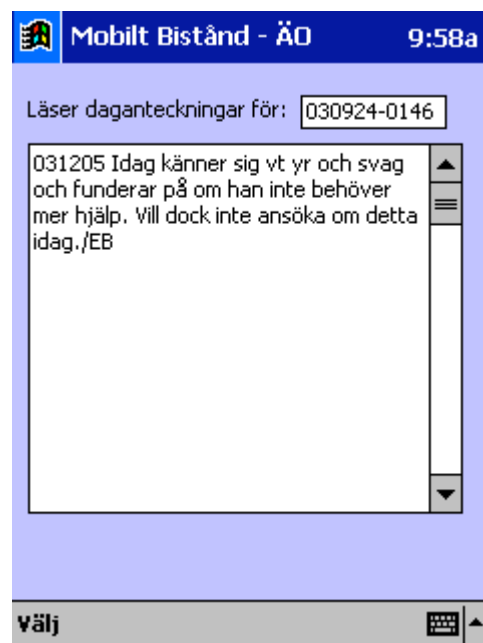 Mobilt Bistånd - ÄO 9:58a
Läser daganteckningar för: 030924-0146
031205 Idag känner sig vt yr och svag
och funderar på om han inte behöver
mer hjälp. Vill dock inte ansöka om detta
idag./EB
Välj